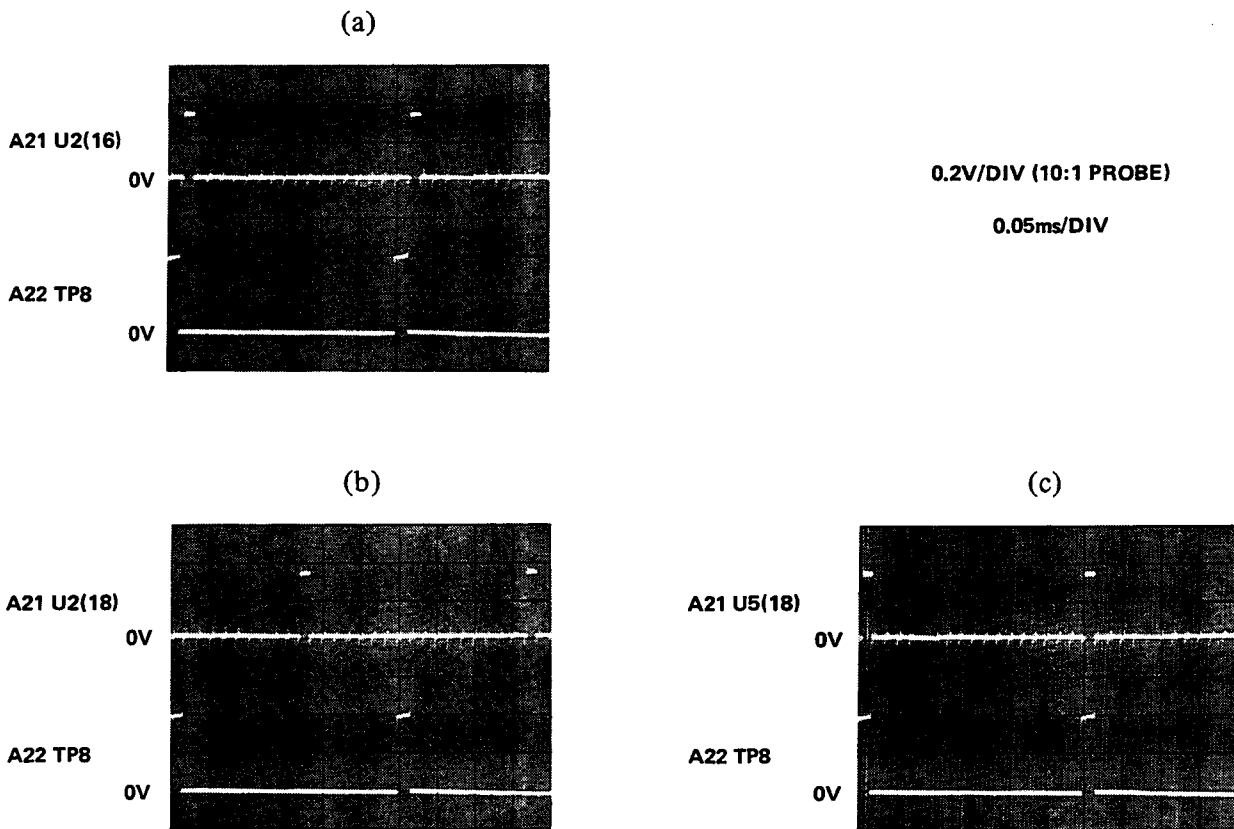 (a)
A21 U2(16)
0V
A22 TP8
0V
0.2V/DIV (10:1 PROBE)
0.05ms/DIV
(b)
A21 U2(18)
0V
A22 TP8
0V
(c)
A21 U5(18)
0V
A22 TP8
0V